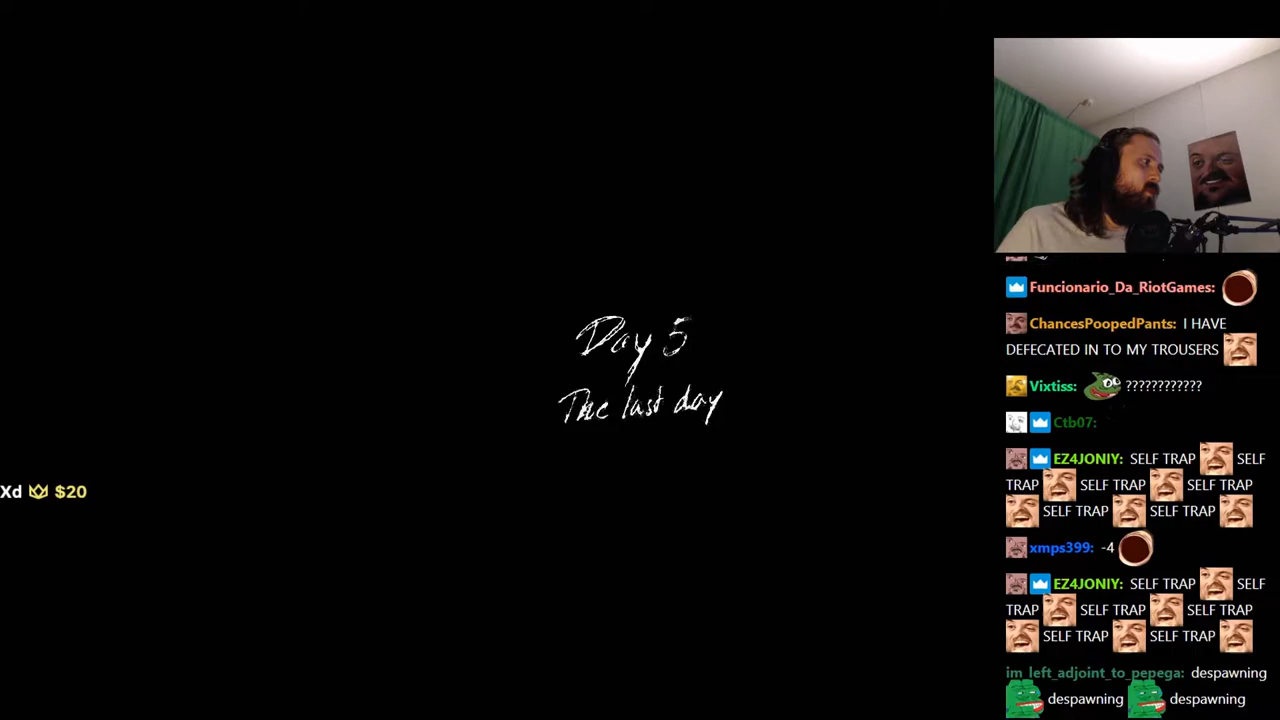 Day 5
The last day
Xd $20
Funcionario_Da_RiotGames:
ChancesPoopedPants: I HAVE
DEFECATED IN TO MY TROUSERS
Vixtiss: ????????????
Ctb07:
EZ4JONIY: SELF TRAP SELF
TRAP SELF TRAP SELF TRAP
SELF TRAP SELF TRAP
xmps399: -4
EZ4JONIY: SELF TRAP SELF
TRAP SELF TRAP SELF TRAP
SELF TRAP SELF TRAP
im_left_adjoint_to_pepega: despawning
despawning despawning